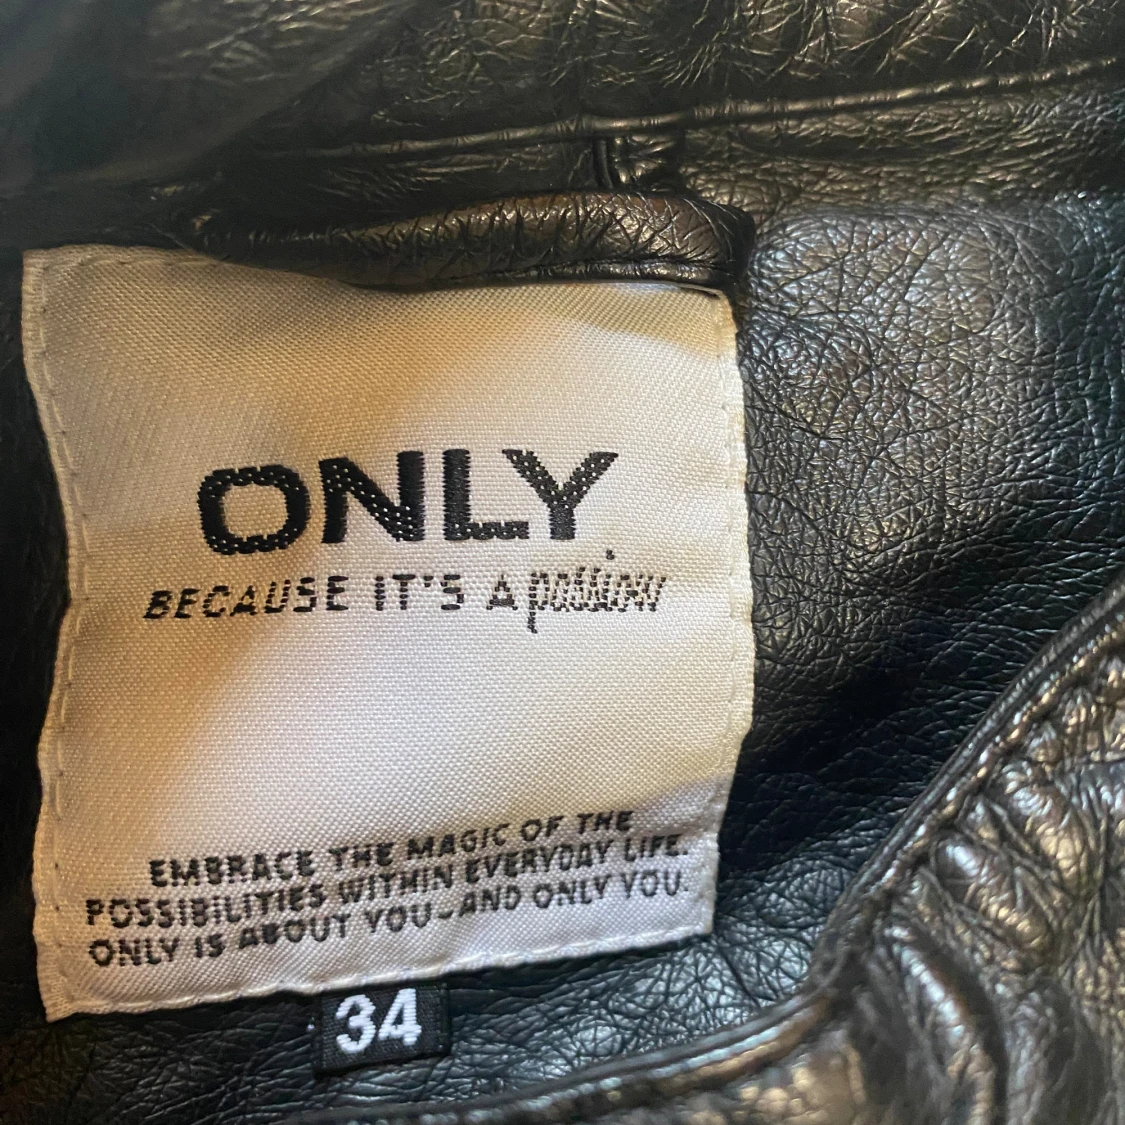 ONLY
BECAUSE IT'S A passion
EMBRACE THE MAGIC OF THE
POSSIBILITIES WITHIN EVERYDAY LIFE.
ONLY IS ABOUT YOU-AND ONLY YOU.
34